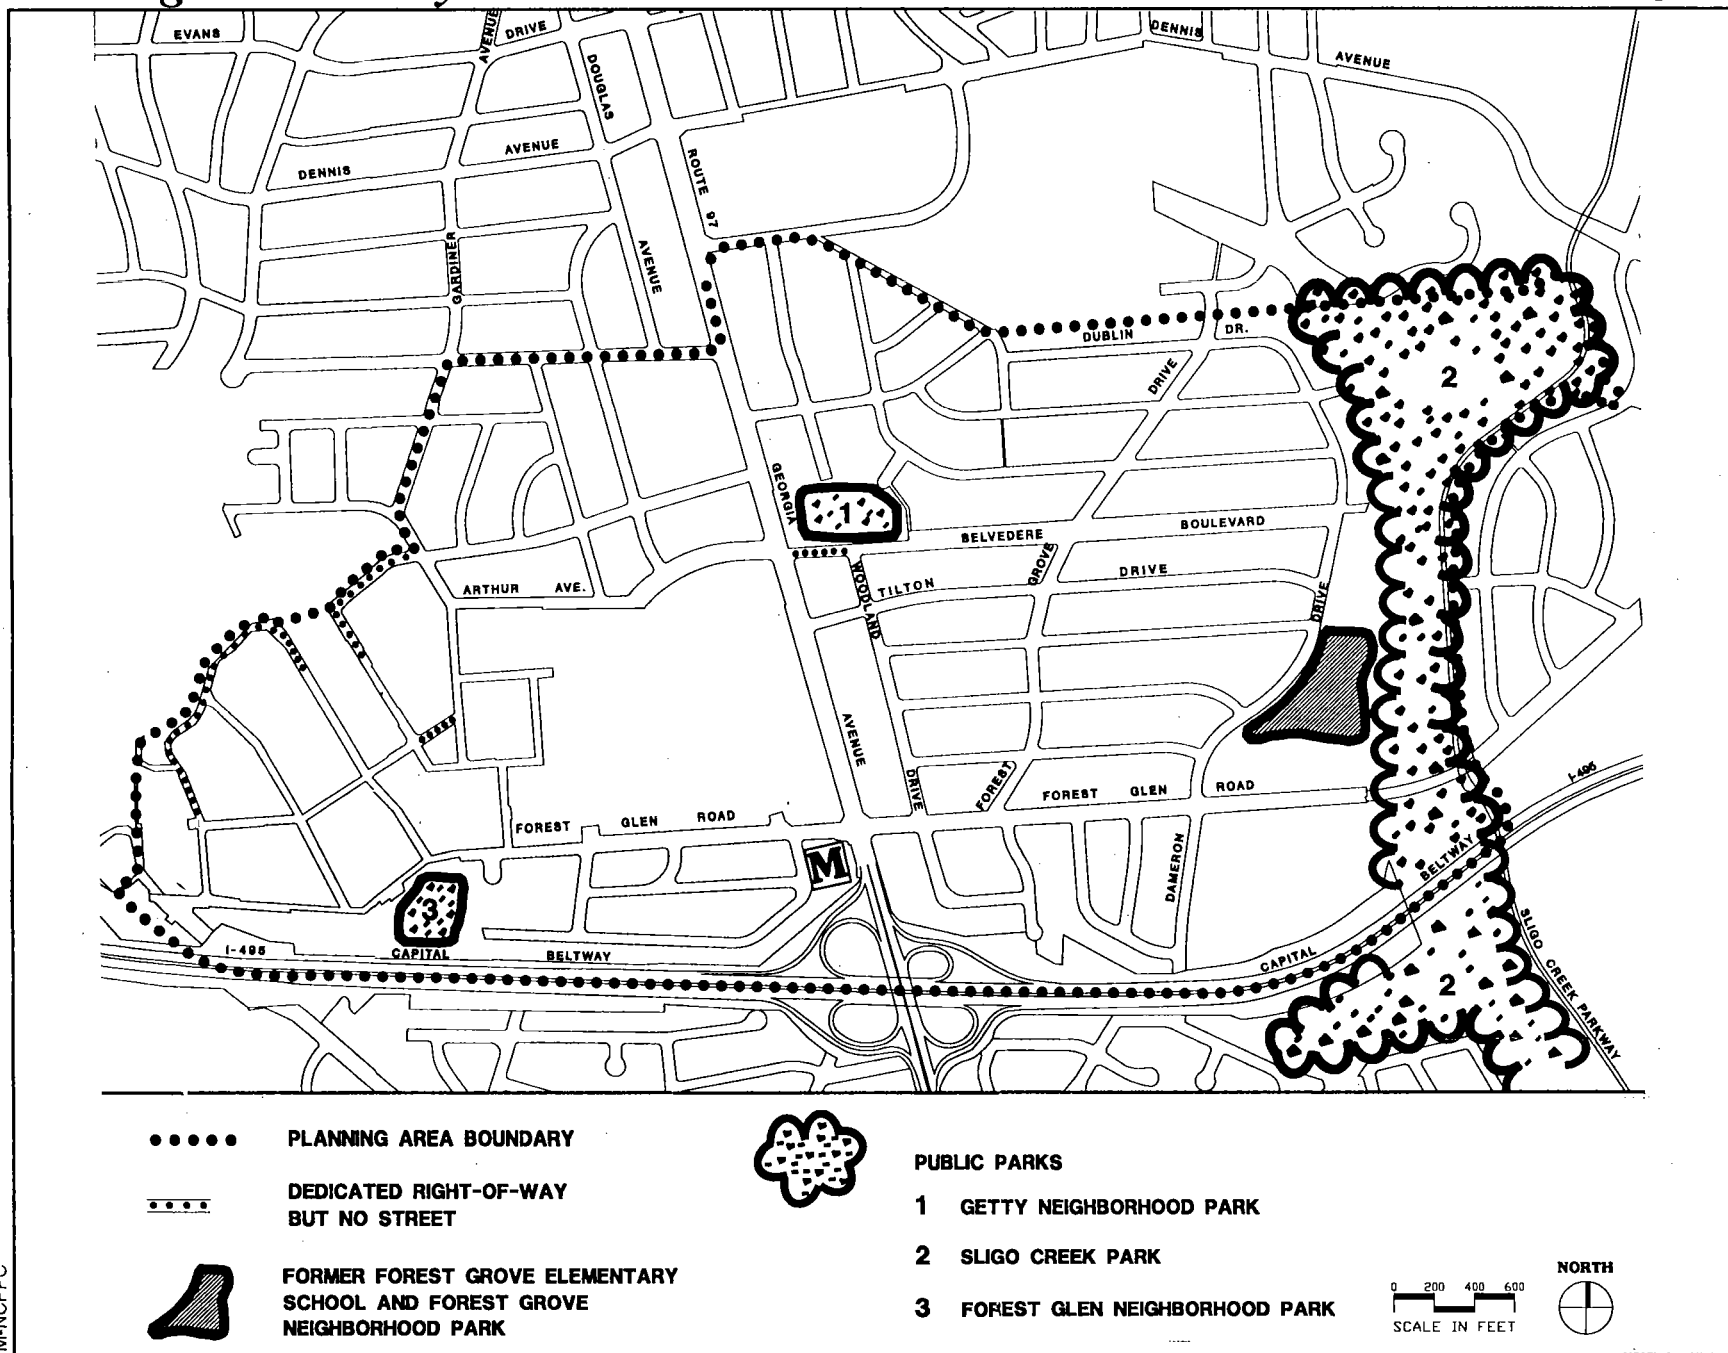 EVANS
AVENUE
DRIVE
DENNIS
AVENUE
DOUGLAS
AVENUE
DENNIS
ROUTE 97
GARDINER
AVENUE
DUBLIN DR.
DRIVE
2
GEORGIA
1
BELVEDERE BOULEVARD
WOODLAND
TILTON DRIVE
GROVE
ARTHUR AVE.
DRIVE
AVENUE
DRIVE
FOREST
FOREST GLEN ROAD
I-495
FOREST GLEN ROAD
M
DAMERON
BELTWAY
3
I-495 CAPITAL BELTWAY
CAPITAL
SLIGO CREEK PARKWAY
2
PLANNING AREA BOUNDARY
DEDICATED RIGHT-OF-WAY
BUT NO STREET
FORMER FOREST GROVE ELEMENTARY
SCHOOL AND FOREST GROVE
NEIGHBORHOOD PARK
PUBLIC PARKS
1 GETTY NEIGHBORHOOD PARK
2 SLIGO CREEK PARK
3 FOREST GLEN NEIGHBORHOOD PARK
0 200 400 600
SCALE IN FEET
NORTH